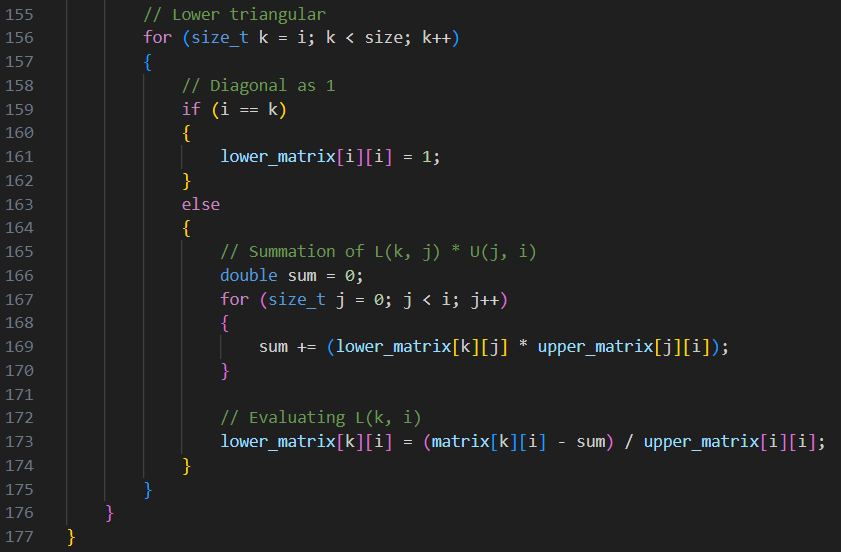 155 // Lower triangular
156 for (size_t k = i; k < size; k++)
157 {
158 // Diagonal as 1
159 if (i == k)
160 {
161 lower_matrix[i][i] = 1;
162 }
163 else
164 {
165 // Summation of L(k, j) * U(j, i)
166 double sum = 0;
167 for (size_t j = 0; j < i; j++)
168 {
169 sum += (lower_matrix[k][j] * upper_matrix[j][i]);
170 }
171
172 // Evaluating L(k, i)
173 lower_matrix[k][i] = (matrix[k][i] - sum) / upper_matrix[i][i];
174 }
175 }
176 }
177 }